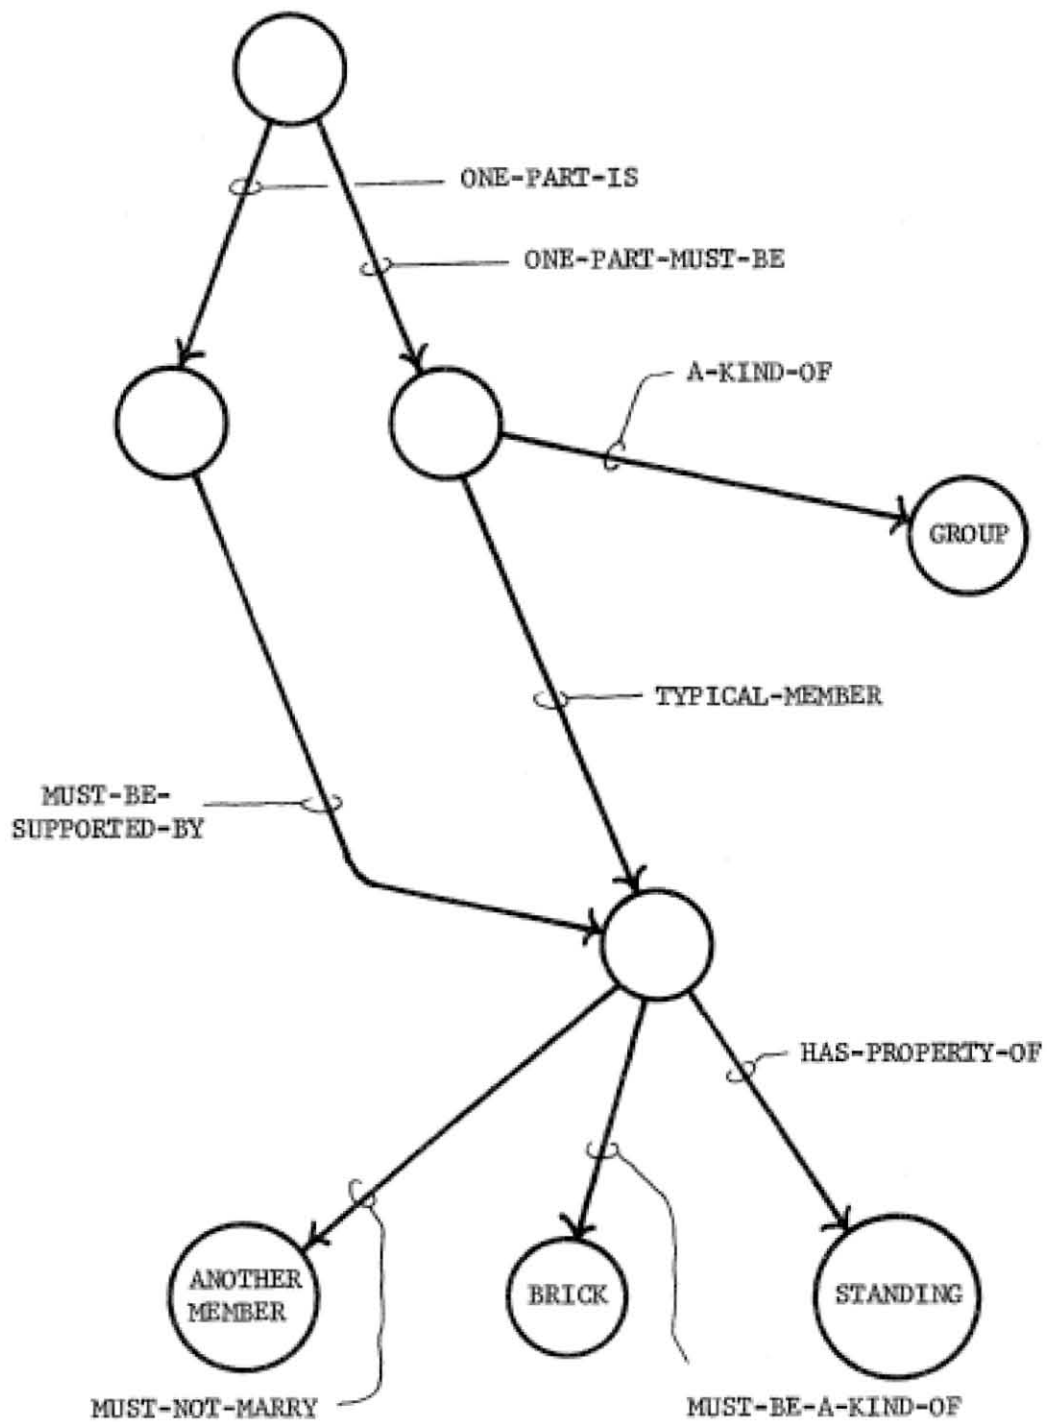 ONE-PART-IS
ONE-PART-MUST-BE
A-KIND-OF
GROUP
TYPICAL-MEMBER
MUST-BE-
SUPPORTED-BY
HAS-PROPERTY-OF
ANOTHER
MEMBER
BRICK
STANDING
MUST-NOT-MARRY
MUST-BE-A-KIND-OF